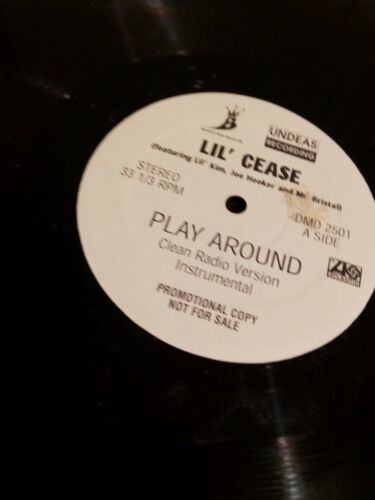 UNDEAS
RECORDING
LIL' CEASE
(featuring Lil' Kim, Joe Hooker and Mr. Bristal)
STEREO
33 1/3 RPM
DMD 2501
A SIDE
PLAY AROUND
Clean Radio Version
Instrumental
PROMOTIONAL COPY
NOT FOR SALE